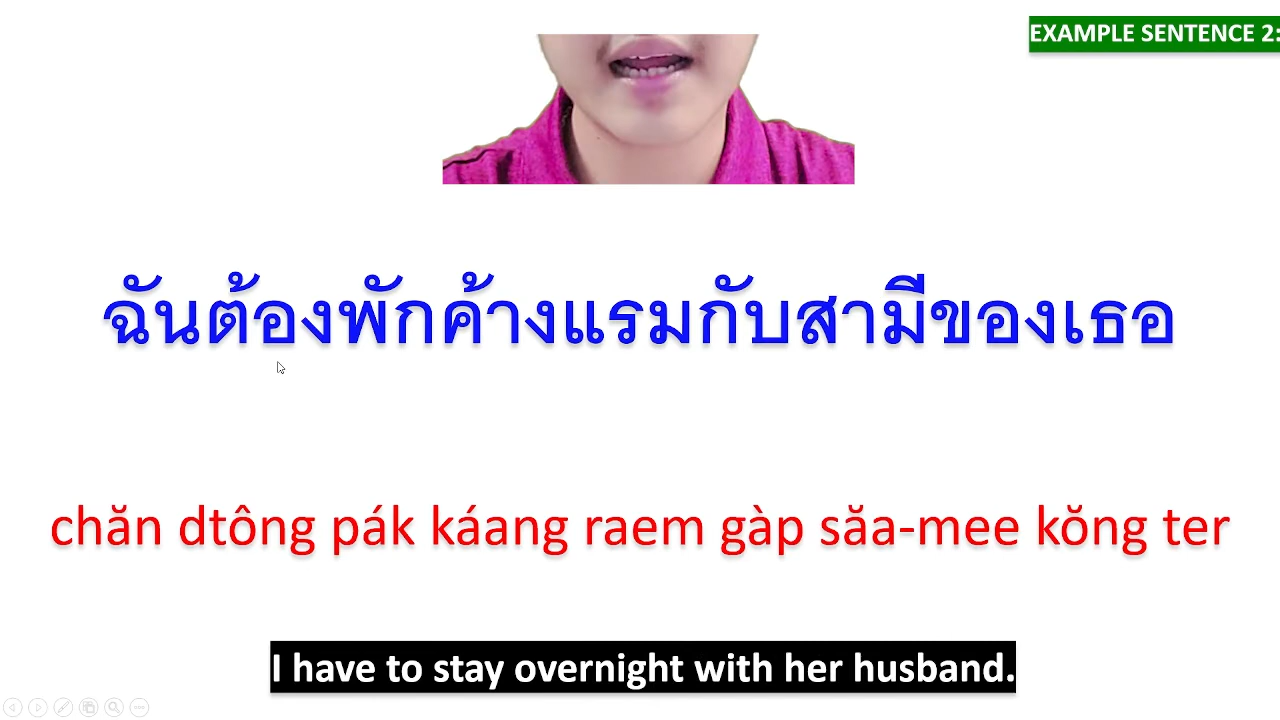 EXAMPLE SENTENCE 2:
ฉันต้องพักค้างแรมกับสามีของเธอ
chăn dtông pák káang raem gàp săa-mee kŏng ter
I have to stay overnight with her husband.